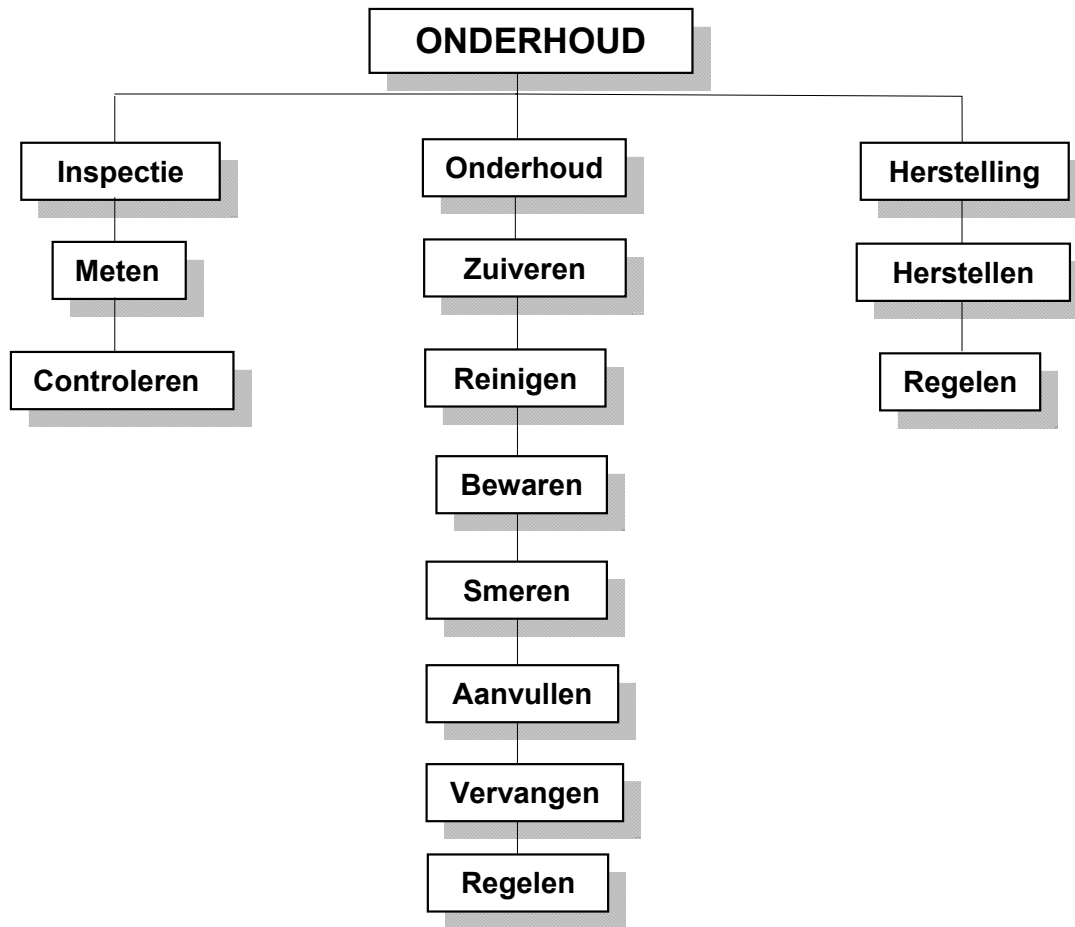 ONDERHOUD
Inspectie
Meten
Controleren
Onderhoud
Zuiveren
Reinigen
Bewaren
Smeren
Aanvullen
Vervangen
Regelen
Herstelling
Herstellen
Regelen